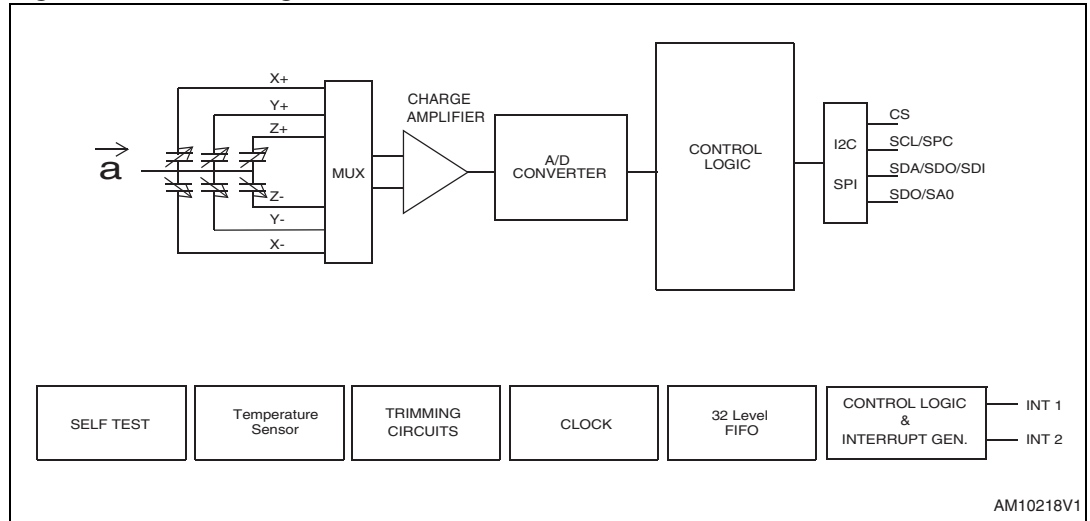 X+
Y+
Z+
a
Z-
Y-
X-
MUX
CHARGE
AMPLIFIER
A/D
CONVERTER
CONTROL
LOGIC
I2C
SPI
CS
SCL/SPC
SDA/SDO/SDI
SDO/SA0
SELF TEST
Temperature
Sensor
TRIMMING
CIRCUITS
CLOCK
32 Level
FIFO
CONTROL LOGIC
&
INTERRUPT GEN.
INT 1
INT 2
AM10218V1